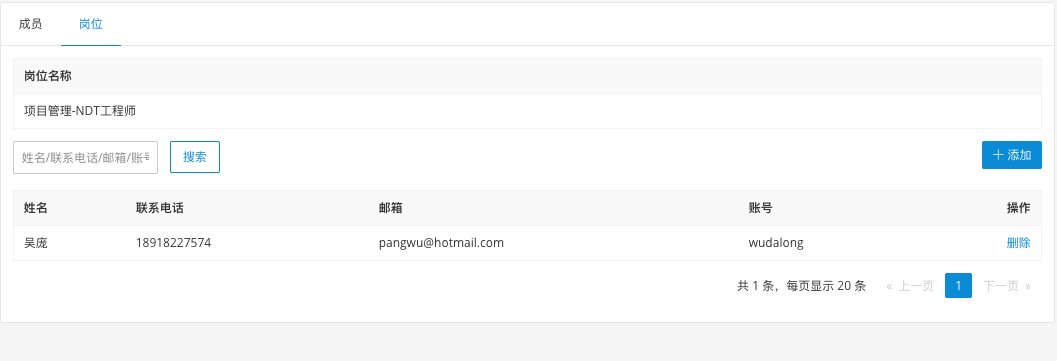 成员 岗位
岗位名称
项目管理-NDT工程师
姓名/联系电话/邮箱/账号 搜索 + 添加
姓名 联系电话 邮箱 账号 操作
吴庞 18918227574 pangwu@hotmail.com wudalong 删除
共 1 条，每页显示 20 条 « 上一页 1 下一页 »